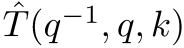 T̂(q⁻¹, q, k)